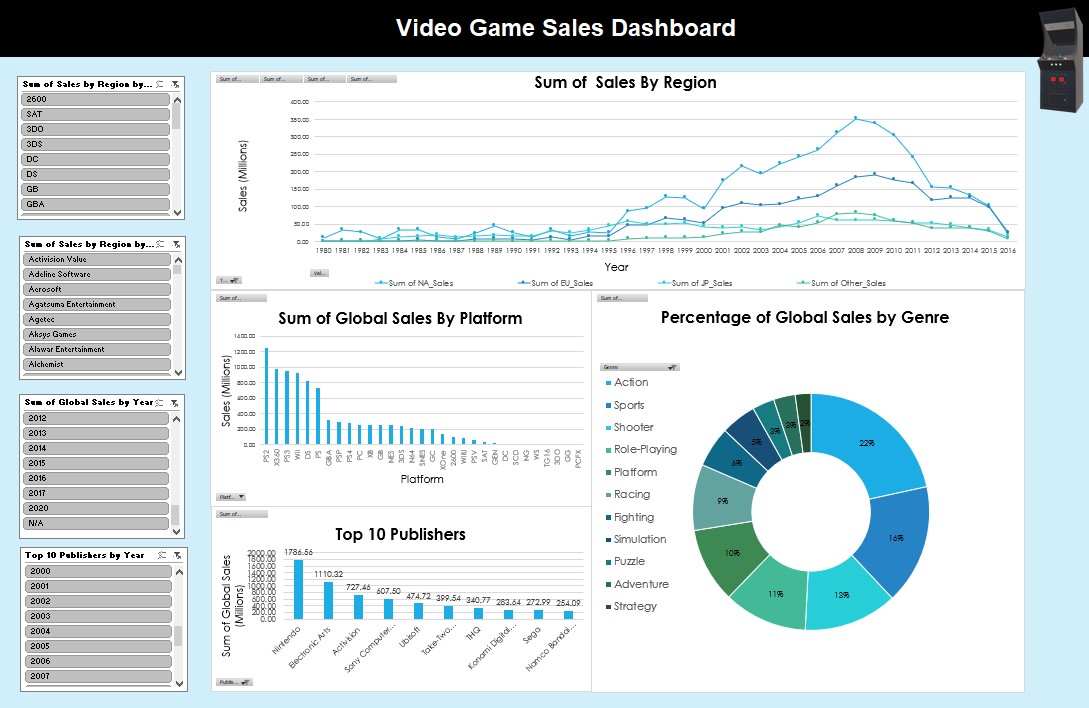 Video Game Sales Dashboard
Sum of Sales by Region by...
2600
SAT
3DO
3DS
DC
DS
GB
GBA
Sum of Sales by Region by...
Activision Value
Adeline Software
Aerosoft
Agatsuma Entertainment
Agetec
Aksys Games
Alawar Entertainment
Alchemist
Sum of Global Sales by Year
2012
2013
2014
2015
2016
2017
2020
N/A
Top 10 Publishers by Year
2000
2001
2002
2003
2004
2005
2006
2007
Sum of... Sum of... Sum of... Sum of...
Sum of Sales By Region
Sales (Millions)
400.00
350.00
300.00
250.00
200.00
150.00
100.00
50.00
0.00
1980 1981 1982 1983 1984 1985 1986 1987 1988 1989 1990 1991 1992 1993 1994 1995 1996 1997 1998 1999 2000 2001 2002 2003 2004 2005 2006 2007 2008 2009 2010 2011 2012 2013 2014 2015 2016
Year
Val...
Y...
Sum of NA_Sales Sum of EU_Sales Sum of JP_Sales Sum of Other_Sales
Sum of...
Sum of Global Sales By Platform
Sales (Millions)
1600.00
1400.00
1200.00
1000.00
800.00
600.00
400.00
200.00
0.00
PS2 X360 PS3 Wii DS PS GBA PSP PS4 PC XB GB NES 3DS N64 SNES GC XOne 2600 WiiU PSV SAT GEN DC SCD NG WS TG16 3DO GG PCFX
Platform
Platf...
Sum of...
Top 10 Publishers
Sum of Global Sales
(Millions)
2000.00
1800.00
1600.00
1400.00
1200.00
1000.00
800.00
600.00
400.00
200.00
0.00
1786.56 1110.32 727.46 607.50 474.72 399.54 340.77 283.64 272.99 254.09
Nintendo Electronic Arts Activision Sony Computer... Ubisoft Take-Two... THQ Konami Digital... Sega Namco Bandai...
Publis...
Sum of...
Percentage of Global Sales by Genre
Genre
Action
Sports
Shooter
Role-Playing
Platform
Racing
Fighting
Simulation
Puzzle
Adventure
Strategy
22%
16%
13%
11%
10%
9%
6%
5%
3%
3%
2%